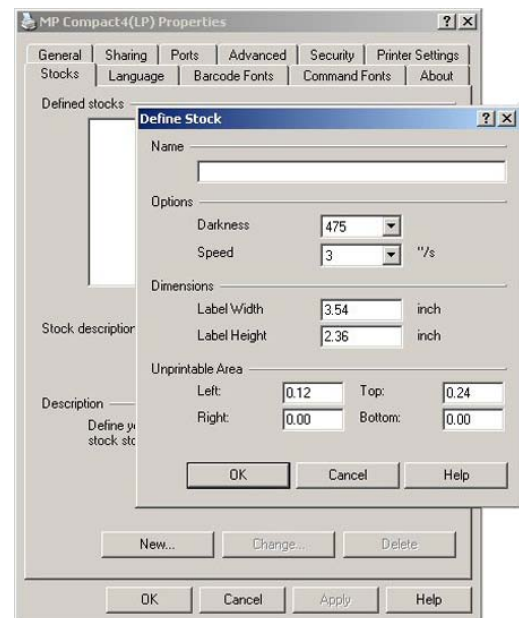 MP Compact4(LP) Properties
General Sharing Ports Advanced Security Printer Settings
Stocks Language Barcode Fonts Command Fonts About
Defined stocks
Define Stock
Name
Options
Darkness 475
Speed 3 "/s
Dimensions
Label Width 3.54 inch
Label Height 2.36 inch
Unprintable Area
Left: 0.12 Top: 0.24
Right: 0.00 Bottom: 0.00
OK Cancel Help
Stock description
Description
Define
stock
New... Change... Delete
OK Cancel Apply Help